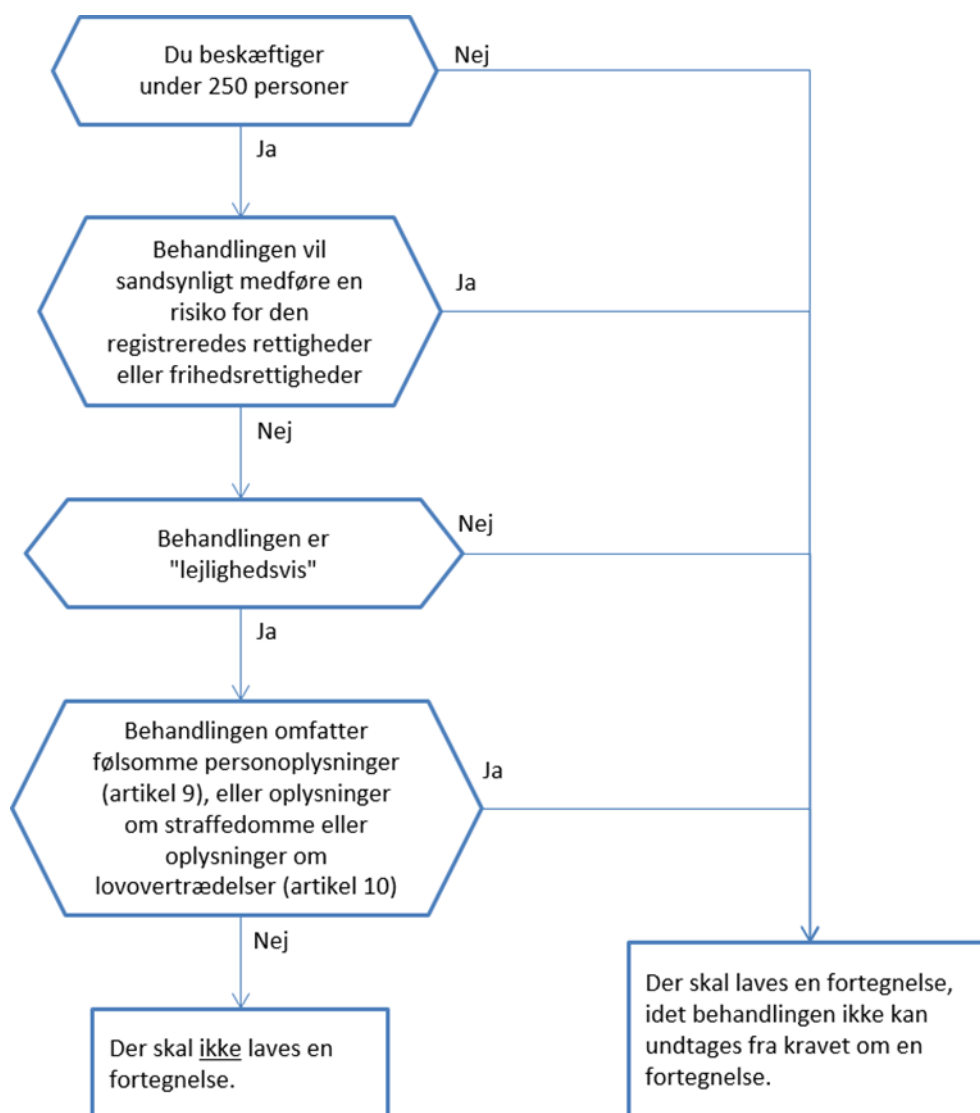 Du beskæftiger
under 250 personer
Nej
Ja
Behandlingen vil
sandsynligt medføre en
risiko for den
registreredes rettigheder
eller frihedsrettigheder
Ja
Nej
Behandlingen er
"lejlighedsvis"
Nej
Ja
Behandlingen omfatter
følsomme personoplysninger
(artikel 9), eller oplysninger
om straffedomme eller
oplysninger om
lovovertrædelser (artikel 10)
Ja
Nej
Der skal ikke laves en
fortegnelse.
Der skal laves en fortegnelse,
idet behandlingen ikke kan
undtages fra kravet om en
fortegnelse.